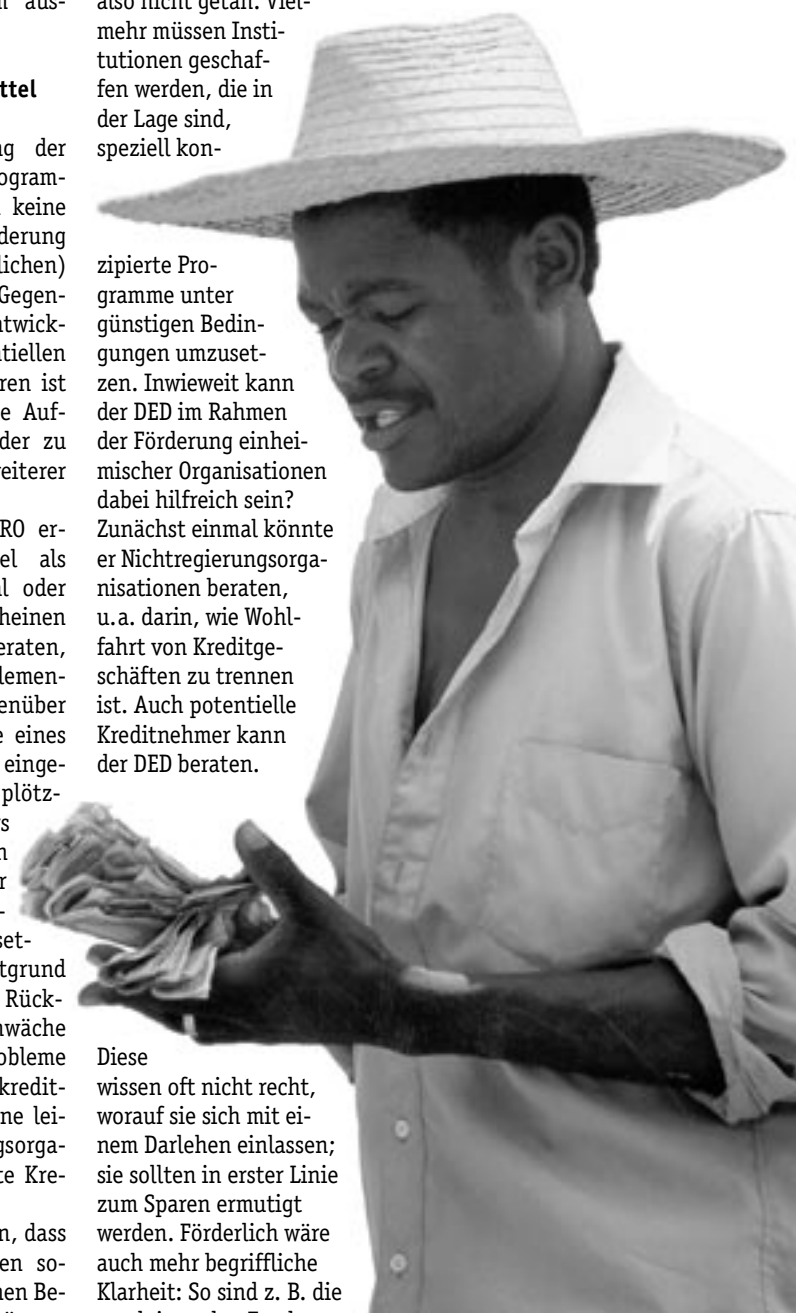 aus-
ttel
ng der
ogram-
keine
derung
lichen)
Gegen-
ntwick-
tiellen
ren ist
e Auf-
der zu
eiterer
RO er-
el als
l oder
heinen
eraten,
lemen-
enüber
e eines
einge-
plötz-
s
n
r
-
set-
tgrund
Rück-
wäche
obleme
kredit-
ne lei-
gsorga-
te Kre-
n, dass
en so-
nen Be-
also nicht getan. Viel-
mehr müssen Insti-
tutionen geschaf-
fen werden, die in
der Lage sind,
speziell kon-
zipierte Pro-
gramme unter
günstigen Bedin-
gungen umzuset-
zen. Inwieweit kann
der DED im Rahmen
der Förderung einhei-
mischer Organisationen
dabei hilfreich sein?
Zunächst einmal könnte
er Nichtregierungsorga-
nisationen beraten,
u.a. darin, wie Wohl-
fahrt von Kreditge-
schäften zu trennen
ist. Auch potentielle
Kreditnehmer kann
der DED beraten.
Diese
wissen oft nicht recht,
worauf sie sich mit ei-
nem Darlehen einlassen;
sie sollten in erster Linie
zum Sparen ermutigt
werden. Förderlich wäre
auch mehr begriffliche
Klarheit: So sind z. B. die